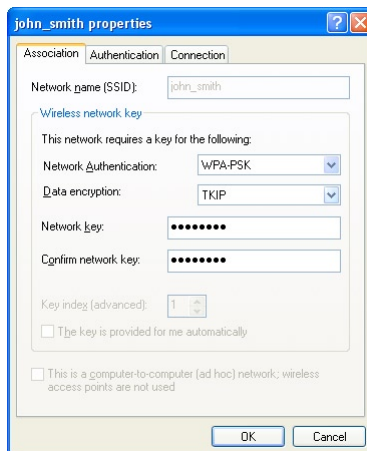 john_smith properties
Association Authentication Connection
Network name (SSID): john_smith
Wireless network key
This network requires a key for the following:
Network Authentication: WPA-PSK
Data encryption: TKIP
Network key: ••••••••
Confirm network key: ••••••••
Key index (advanced): 1
The key is provided for me automatically
This is a computer-to-computer (ad hoc) network; wireless
access points are not used
OK Cancel